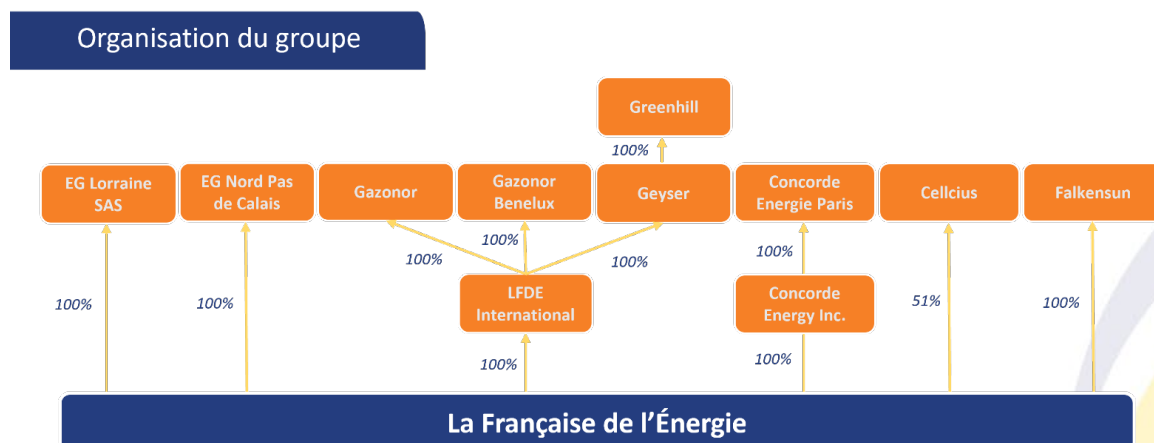 Organisation du groupe
Greenhill
100%
EG Lorraine
SAS
EG Nord Pas
de Calais
Gazonor
Gazonor
Benelux
Geyser
Concorde
Energie Paris
Cellcius
Falkensun
100%
100%
100%
100%
LFDE
International
Concorde
Energy Inc.
100%
100%
51%
100%
100%
100%
La Française de l'Énergie